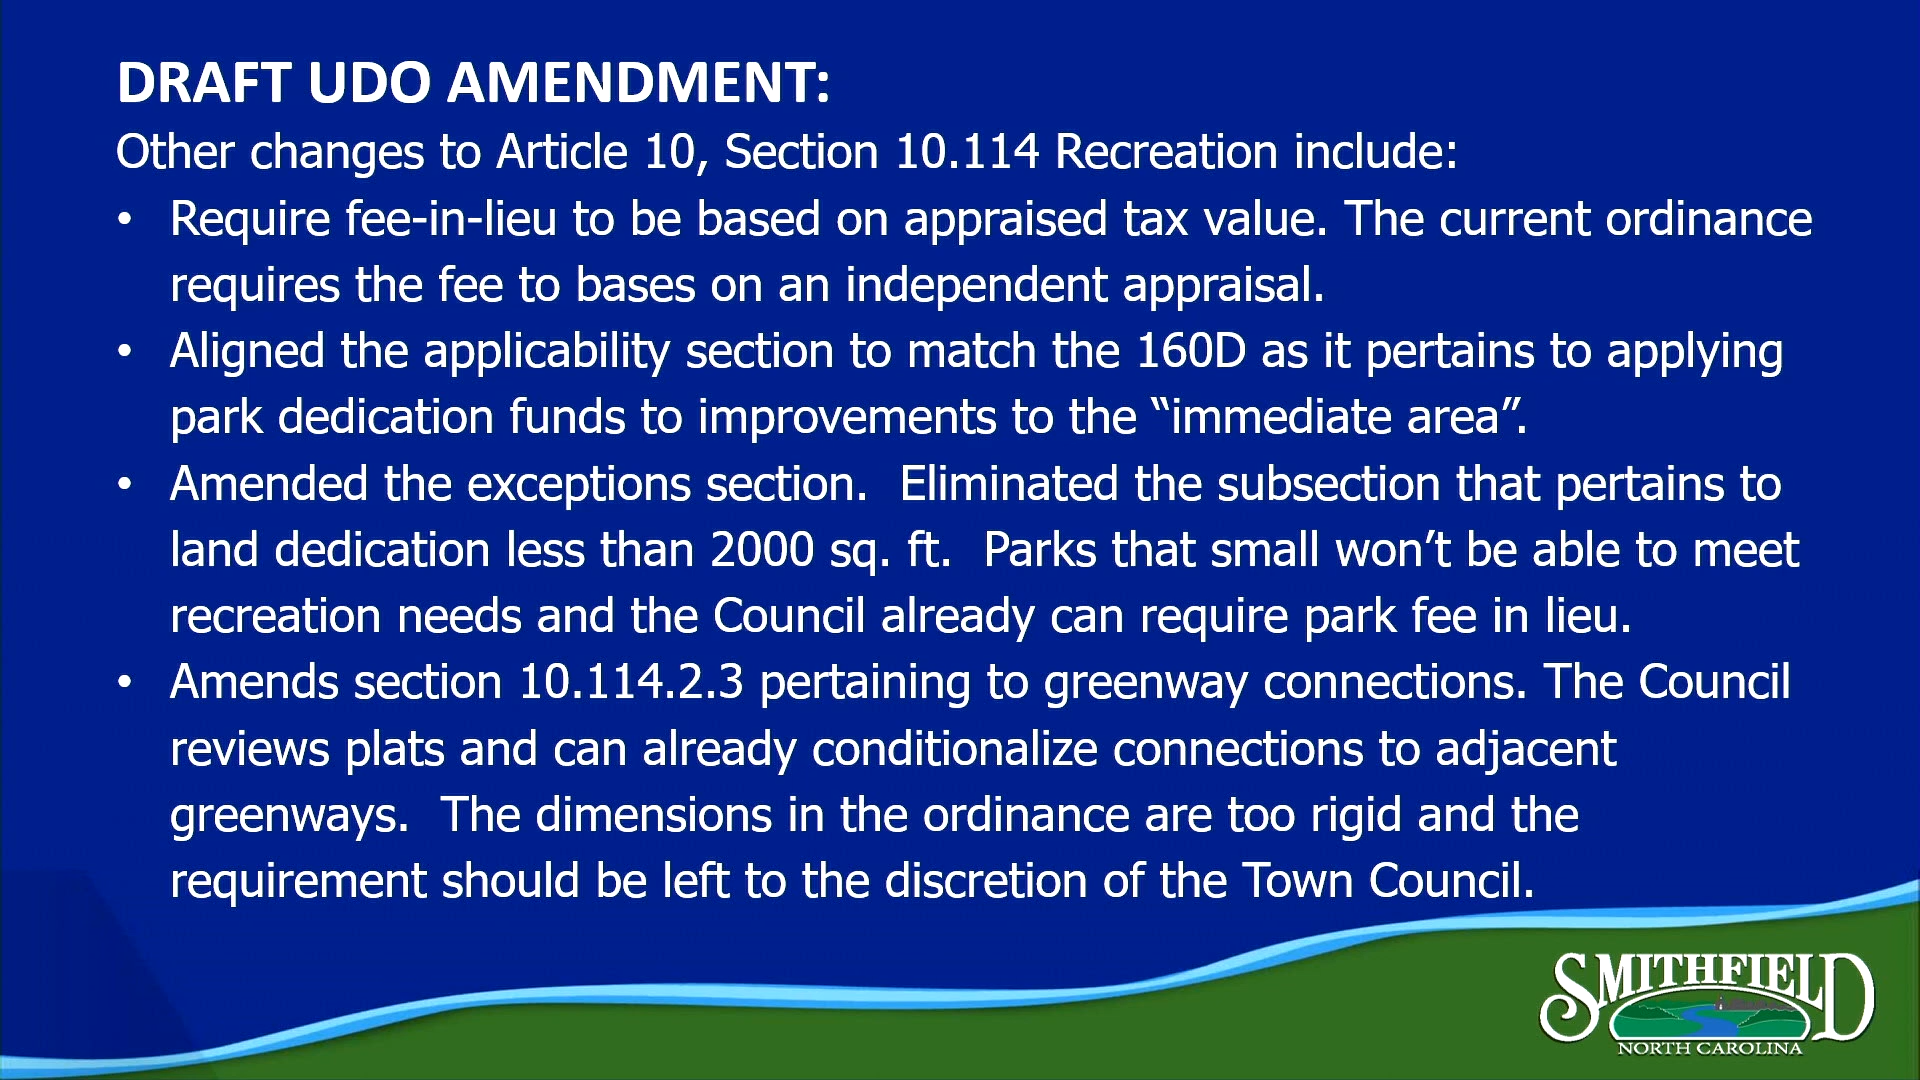 DRAFT UDO AMENDMENT:
Other changes to Article 10, Section 10.114 Recreation include:
• Require fee-in-lieu to be based on appraised tax value. The current ordinance
requires the fee to bases on an independent appraisal.
• Aligned the applicability section to match the 160D as it pertains to applying
park dedication funds to improvements to the “immediate area”.
• Amended the exceptions section.  Eliminated the subsection that pertains to
land dedication less than 2000 sq. ft.  Parks that small won’t be able to meet
recreation needs and the Council already can require park fee in lieu.
• Amends section 10.114.2.3 pertaining to greenway connections. The Council
reviews plats and can already conditionalize connections to adjacent
greenways.  The dimensions in the ordinance are too rigid and the
requirement should be left to the discretion of the Town Council.
SMITHFIELD
NORTH CAROLINA